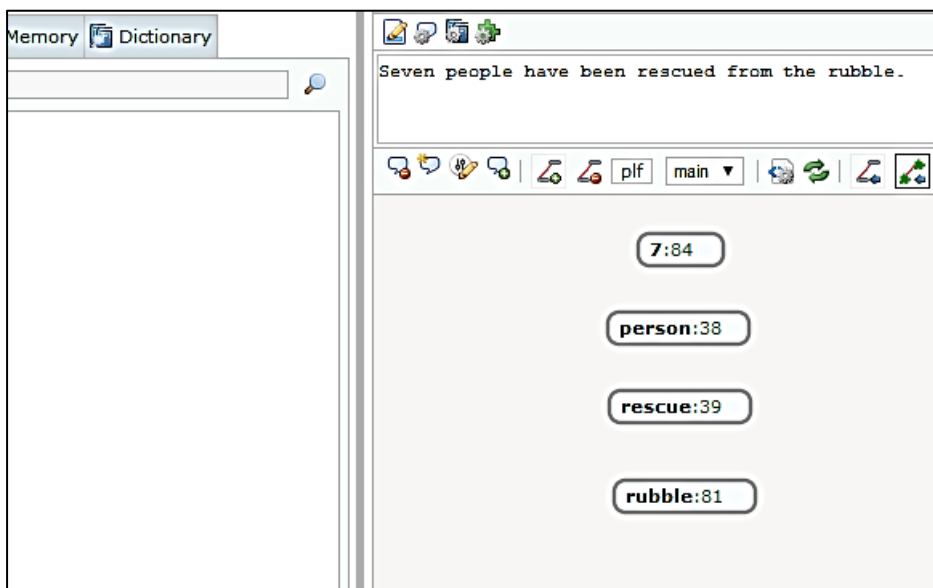 Memory Dictionary
Seven people have been rescued from the rubble.
plf main
7:84
person:38
rescue:39
rubble:81